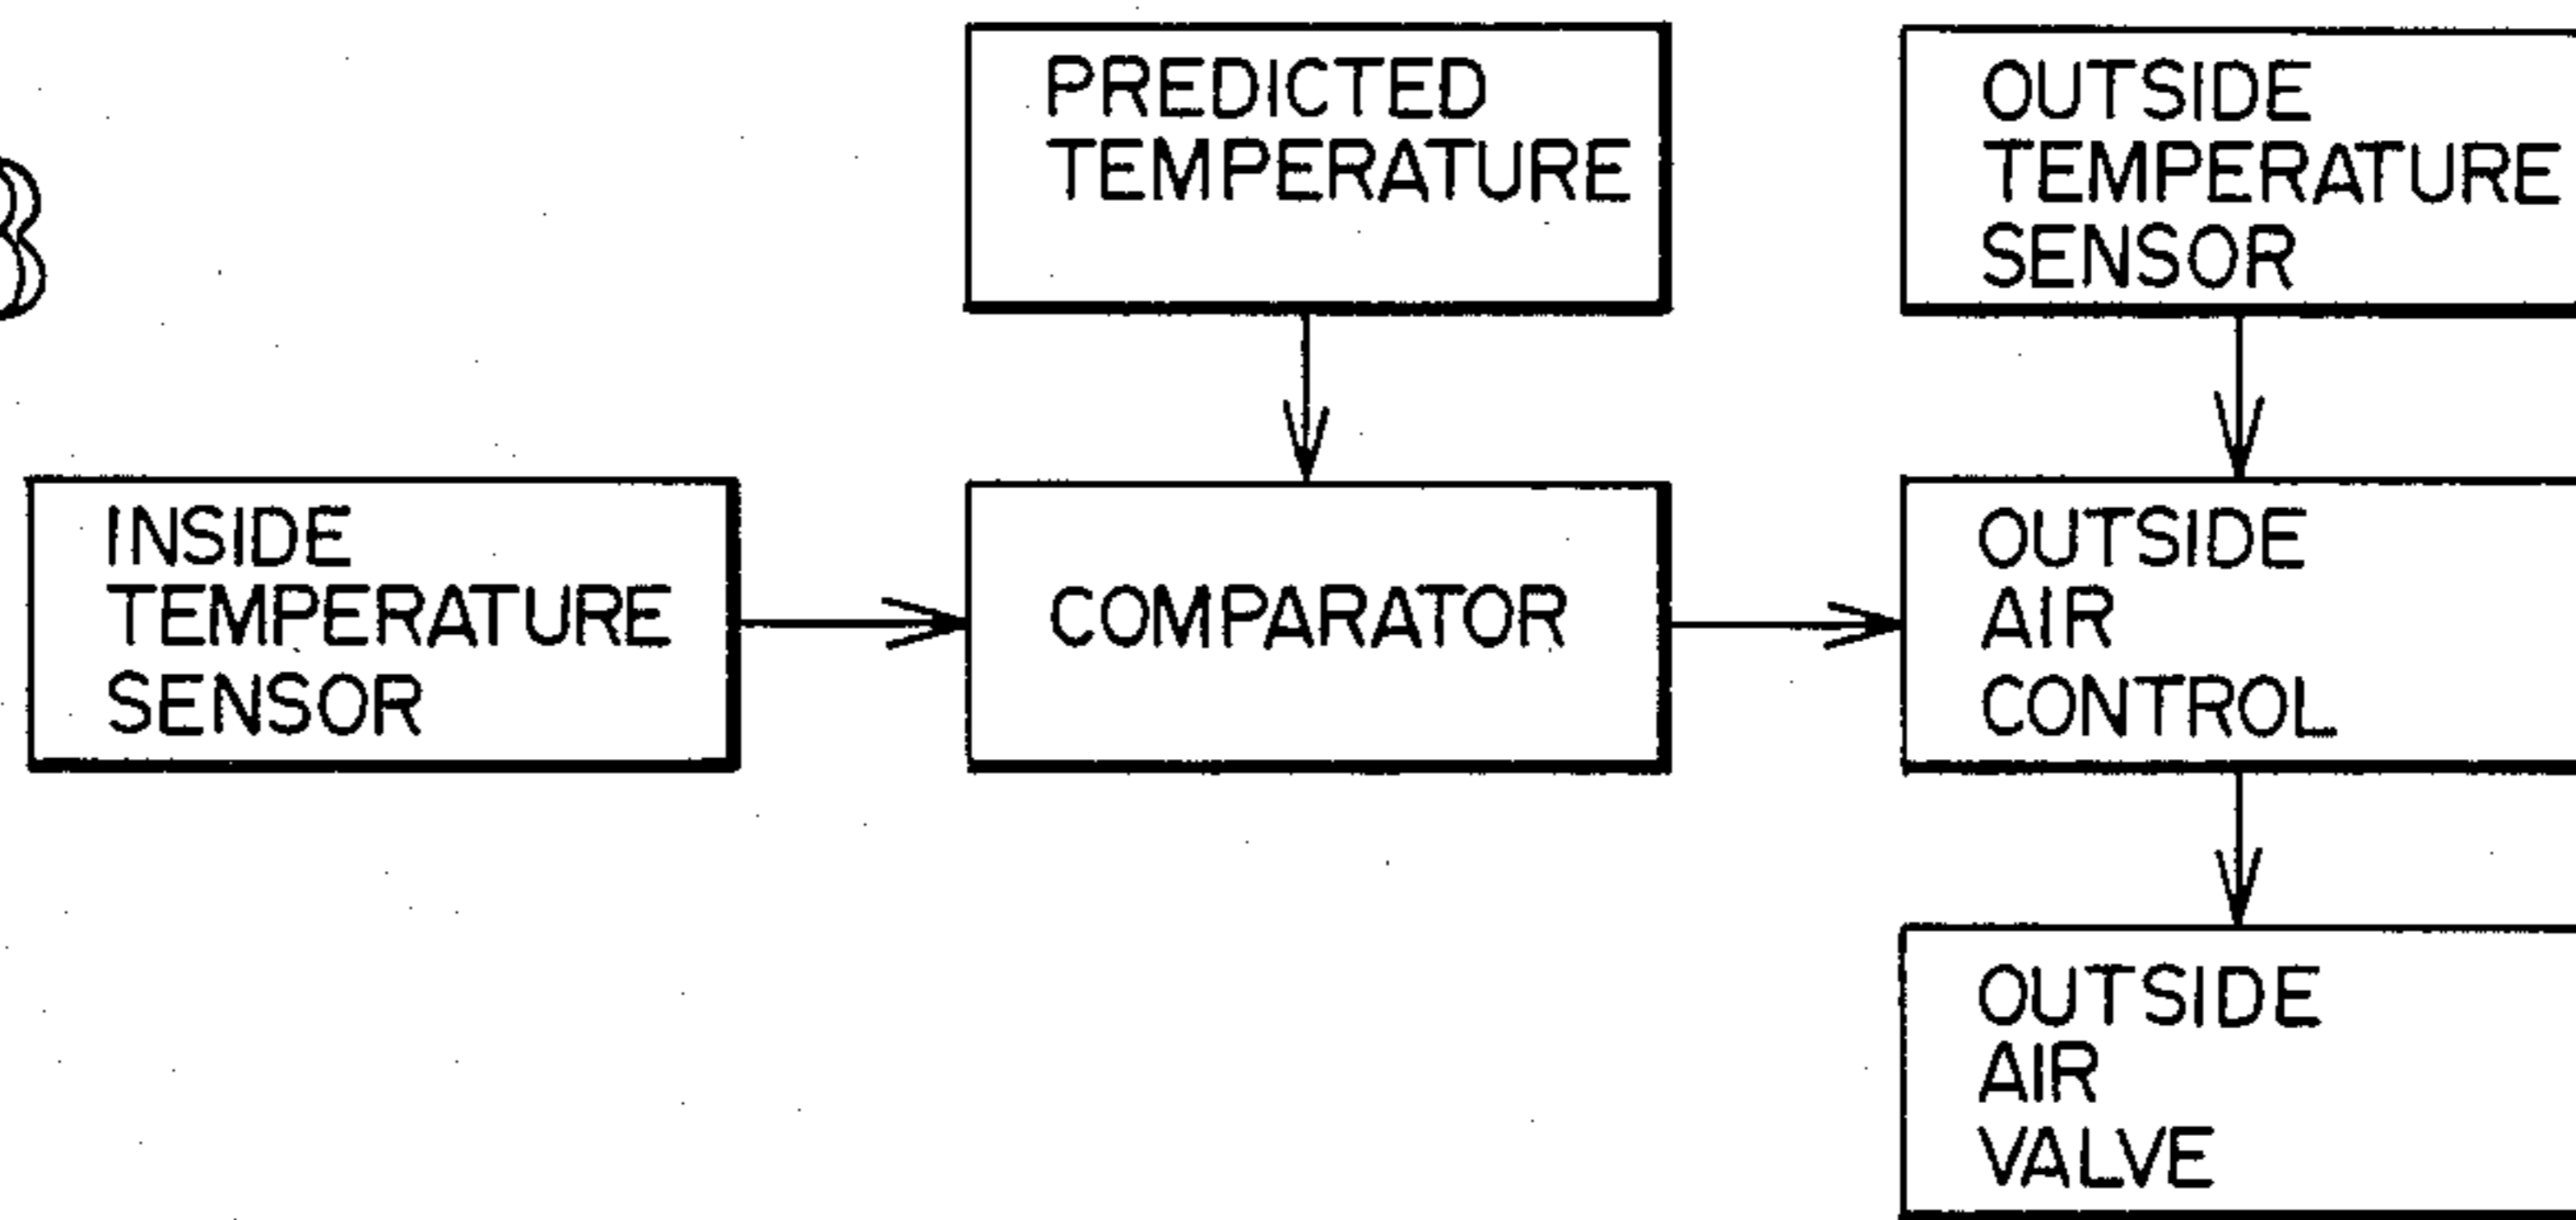 PREDICTED
TEMPERATURE
OUTSIDE
TEMPERATURE
SENSOR
INSIDE
TEMPERATURE
SENSOR
COMPARATOR
OUTSIDE
AIR
CONTROL
OUTSIDE
AIR
VALVE